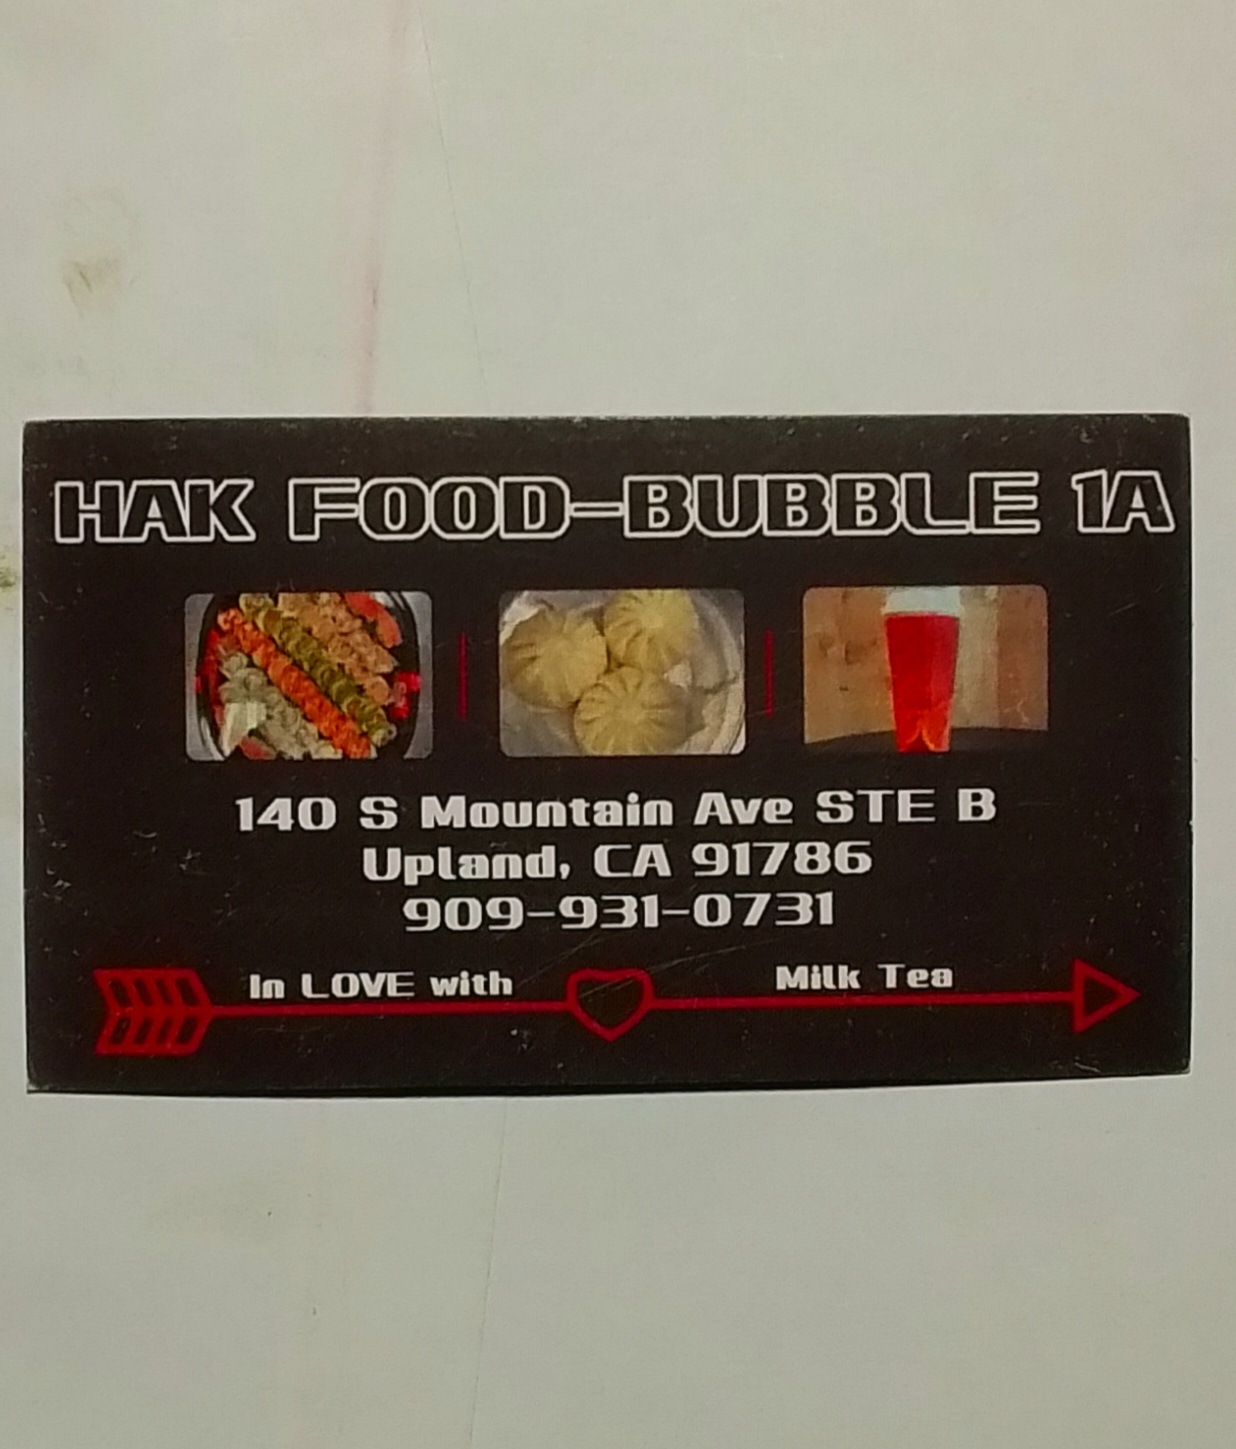 HAK FOOD-BUBBLE 1A
140 S Mountain Ave STE B
Upland, CA 91786
909-931-0731
In LOVE with Milk Tea